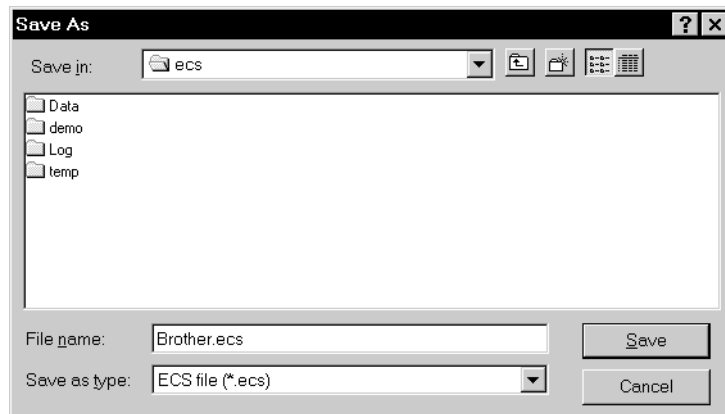 Save As
Save in: ecs
Data
demo
Log
temp
File name: Brother.ecs Save
Save as type: ECS file (*.ecs) Cancel